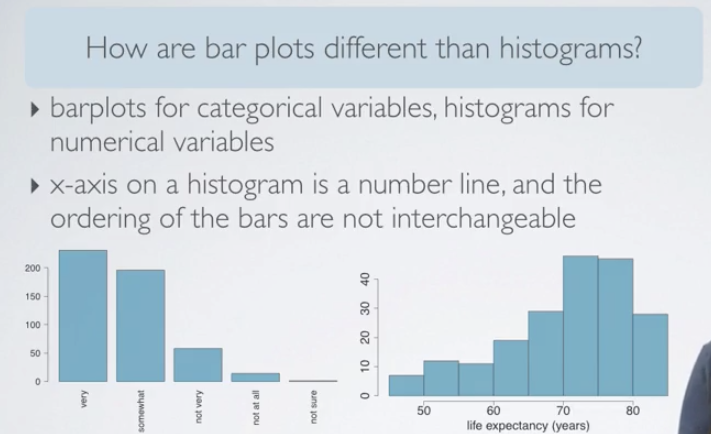 How are bar plots different than histograms?
barplots for categorical variables, histograms for
numerical variables
x-axis on a histogram is a number line, and the
ordering of the bars are not interchangeable
200
150
100
50
0
very
somewhat
not very
not at all
not sure
40
30
20
10
0
50 60 70 80
life expectancy (years)